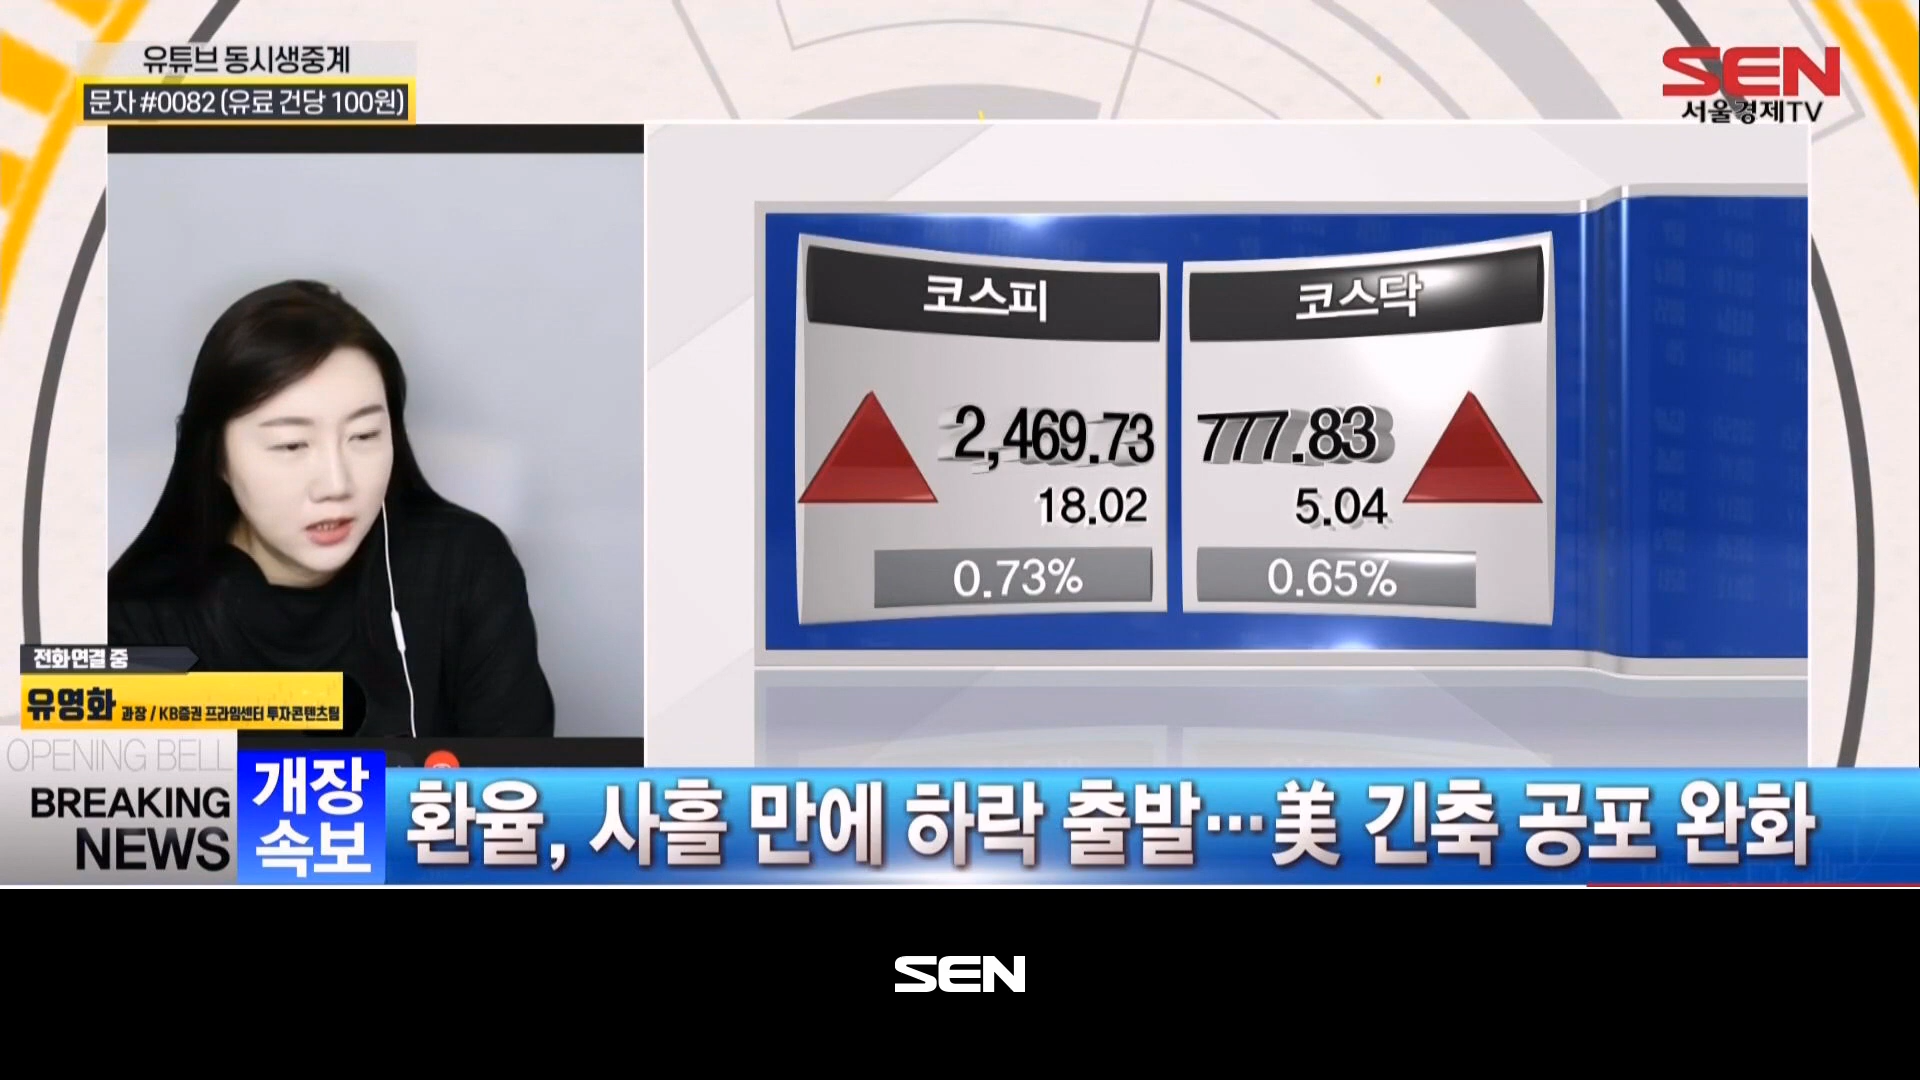 유튜브 동시생중계
문자 #0082 (유료 건당 100원)
SEN
서울경제TV
코스피
2,469.73
18.02
0.73%
코스닥
777.83
5.04
0.65%
전화연결 중
유영화 과장 / KB증권 프라임센터 투자콘텐츠팀
OPENING BELL
BREAKING
NEWS
개장
속보
환율, 사흘 만에 하락 출발…美 긴축 공포 완화
SEN